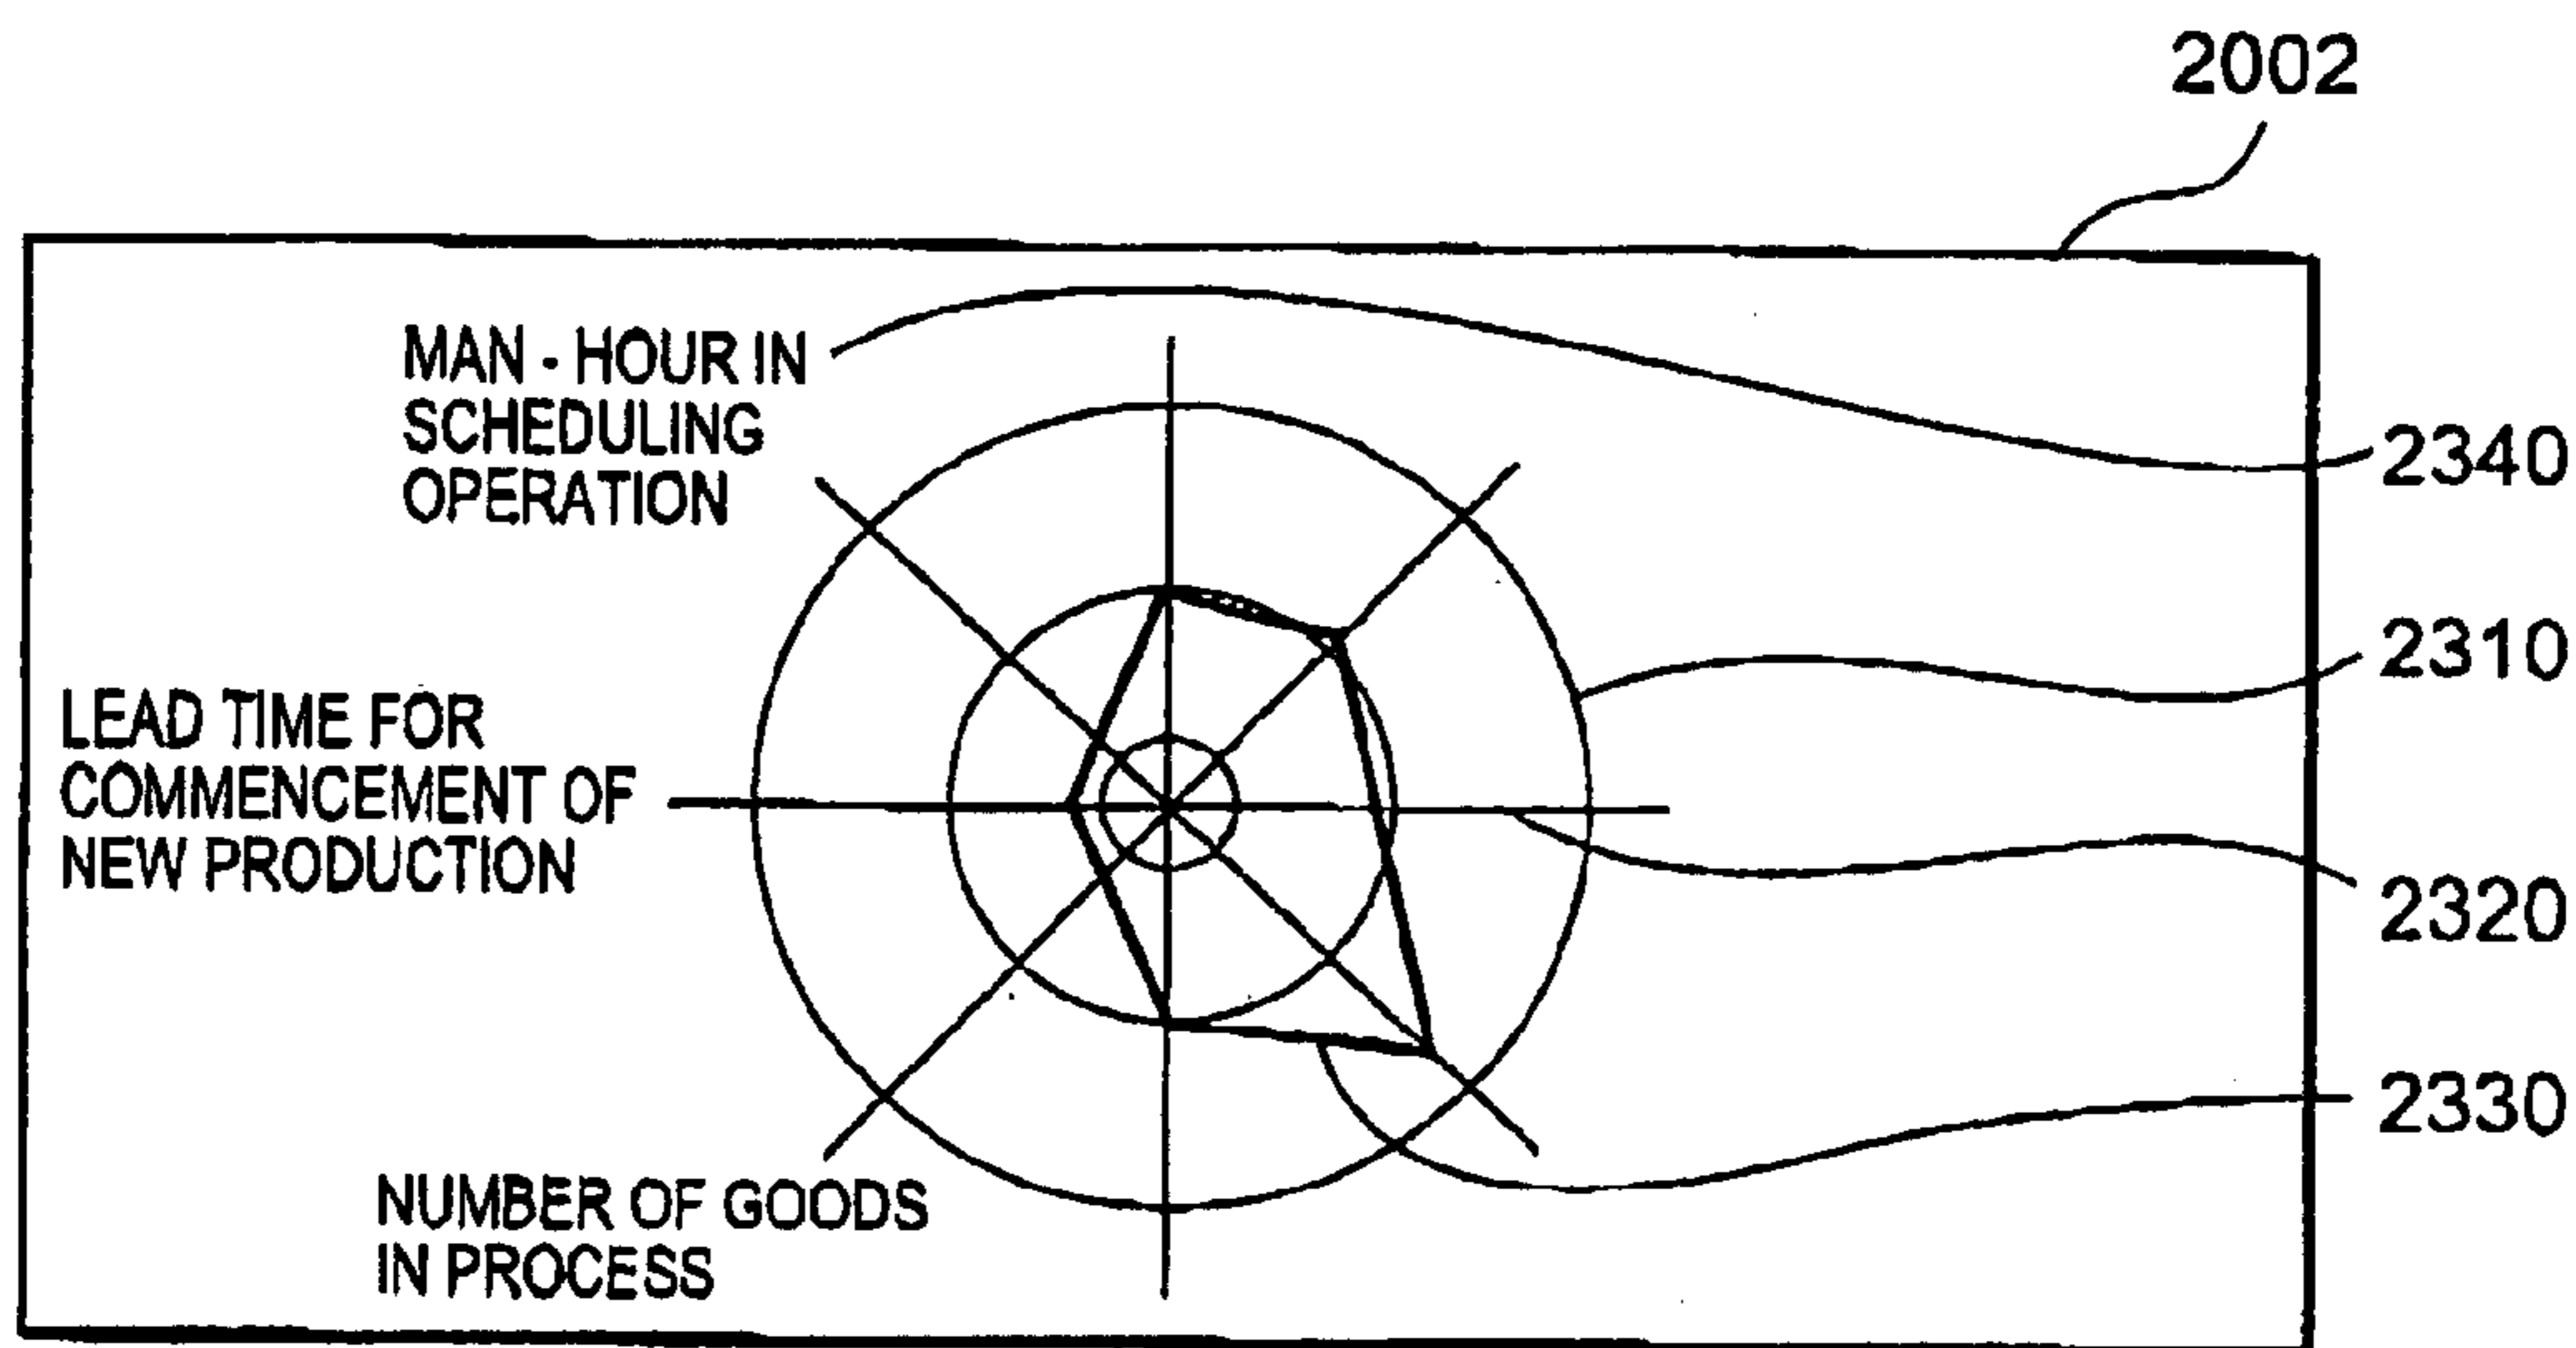 2002
MAN - HOUR IN
SCHEDULING
OPERATION
2340
2310
LEAD TIME FOR
COMMENCEMENT OF
NEW PRODUCTION
2320
2330
NUMBER OF GOODS
IN PROCESS